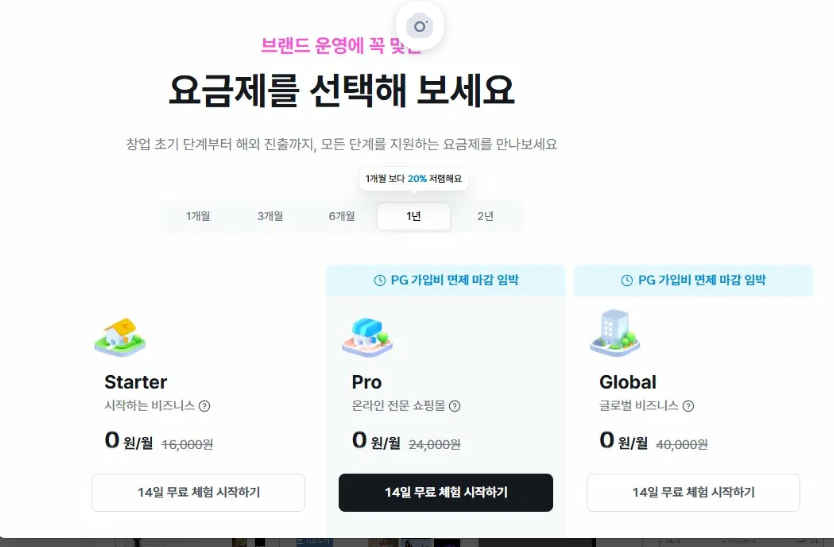 브랜드 운영에 꼭
요금제를 선택해 보세요
창업 초기 단계부터 해외 진출까지, 모든 단계를 지원하는 요금제를 만나보세요
1개월 보다 20% 저렴해요
1개월 3개월 6개월 1년 2년
PG 가입비 면제 마감 임박
PG 가입비 면제 마감 임박
Starter
시작하는 비즈니스
0 원/월 16,000원
14일 무료 체험 시작하기
Pro
온라인 전문 쇼핑몰
0 원/월 24,000원
14일 무료 체험 시작하기
Global
글로벌 비즈니스
0 원/월 40,000원
14일 무료 체험 시작하기